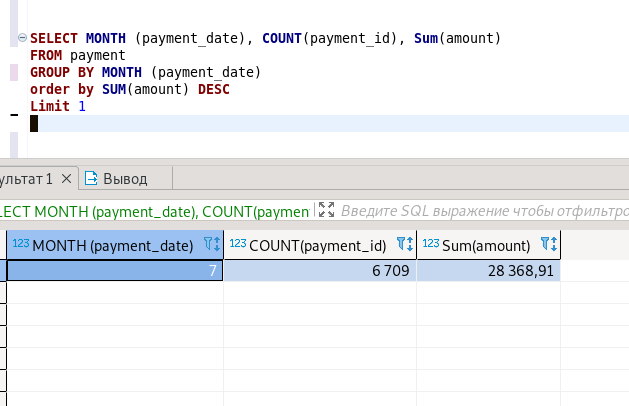 SELECT MONTH (payment_date), COUNT(payment_id), Sum(amount)
FROM payment
GROUP BY MONTH (payment_date)
order by SUM(amount) DESC
Limit 1
ультат 1 Вывод
LECT MONTH (payment_date), COUNT(paymen Введите SQL выражение чтобы отфильтро
123 MONTH (payment_date) 123 COUNT(payment_id) 123 Sum(amount)
7 6 709 28 368,91